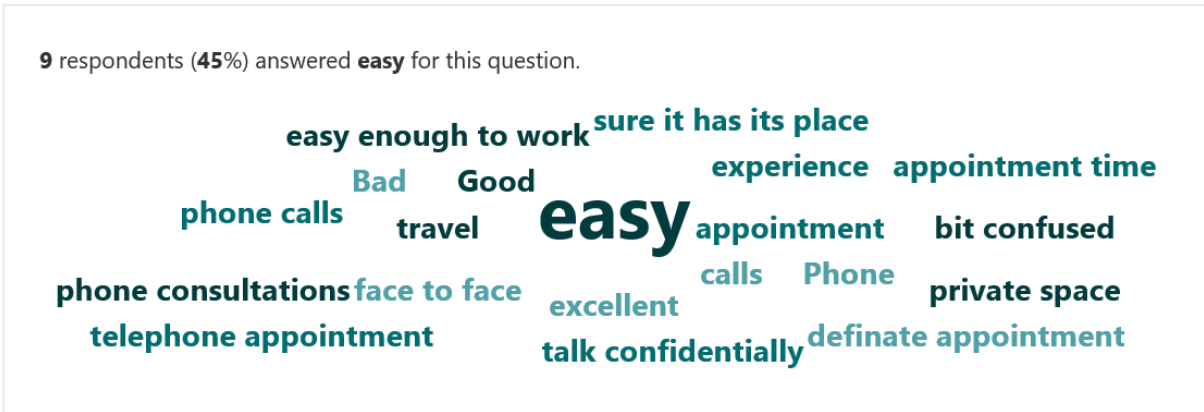 9 respondents (45%) answered easy for this question.
sure it has its place
easy enough to work
experience appointment time
Bad Good
phone calls travel easy appointment bit confused
calls Phone
phone consultations face to face excellent private space
telephone appointment talk confidentially definate appointment